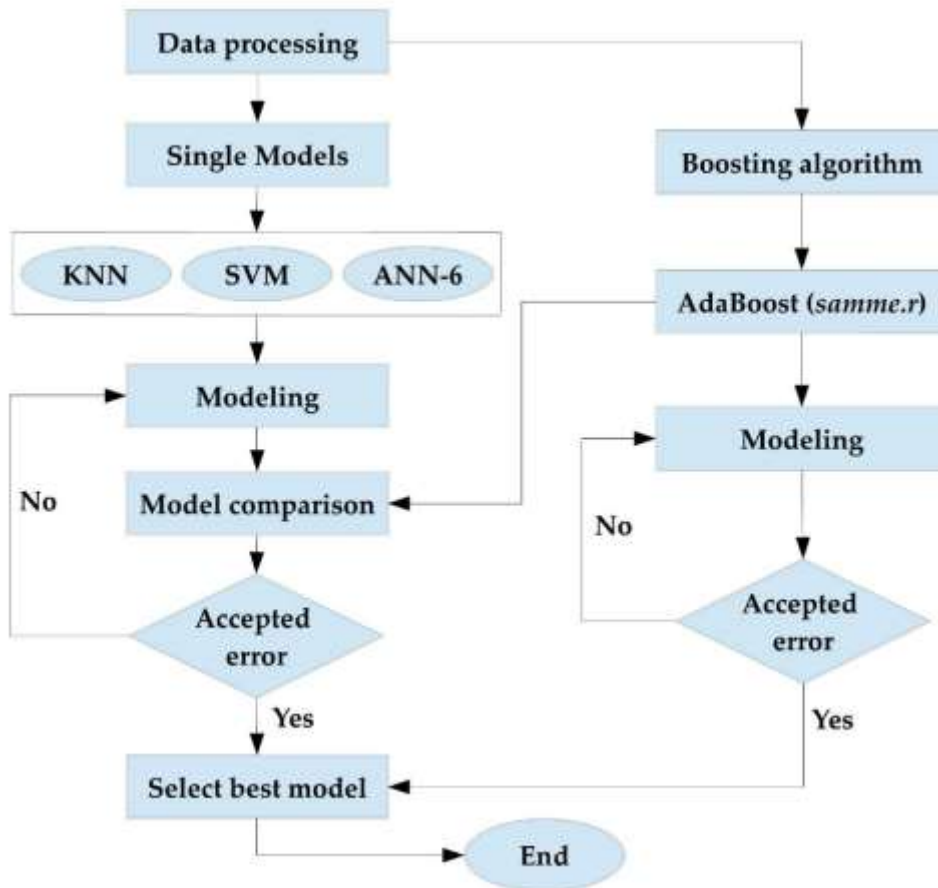 Data processing
Single Models
Boosting algorithm
KNN
SVM
ANN-6
AdaBoost (samme.r)
Modeling
Modeling
No
Model comparison
No
Accepted
error
Accepted
error
Yes
Yes
Select best model
End